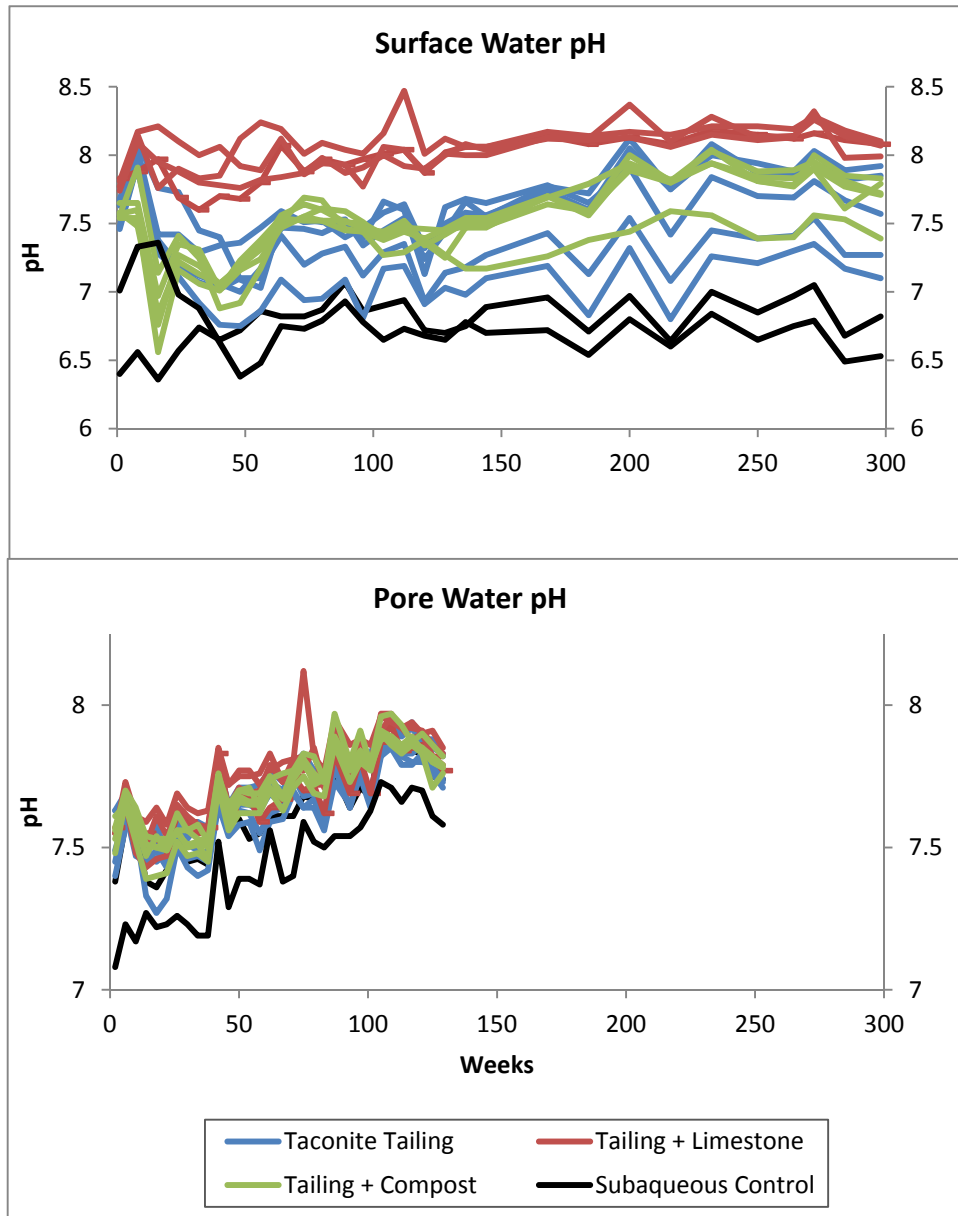 Surface Water pH
8.5 8.5
8 8
7.5 7.5
pH
7 7
6.5 6.5
6 6
0 50 100 150 200 250 300
Pore Water pH
8 8
pH
7.5 7.5
7 7
0 50 100 150 200 250 300
Weeks
Taconite Tailing Tailing + Limestone
Tailing + Compost Subaqueous Control